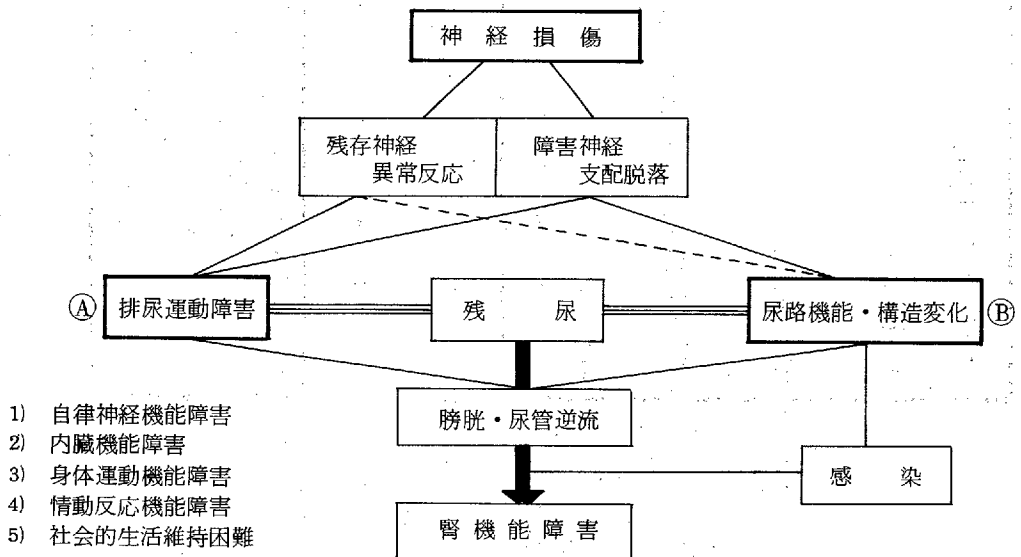 神経損傷
残存神経
異常反応
障害神経
支配脱落
Ⓐ 排尿運動障害
残尿
尿路機能・構造変化 Ⓑ
膀胱・尿管逆流
1) 自律神経機能障害
2) 内臓機能障害
3) 身体運動機能障害
4) 情動反応機能障害
5) 社会的生活維持困難
感染
腎機能障害